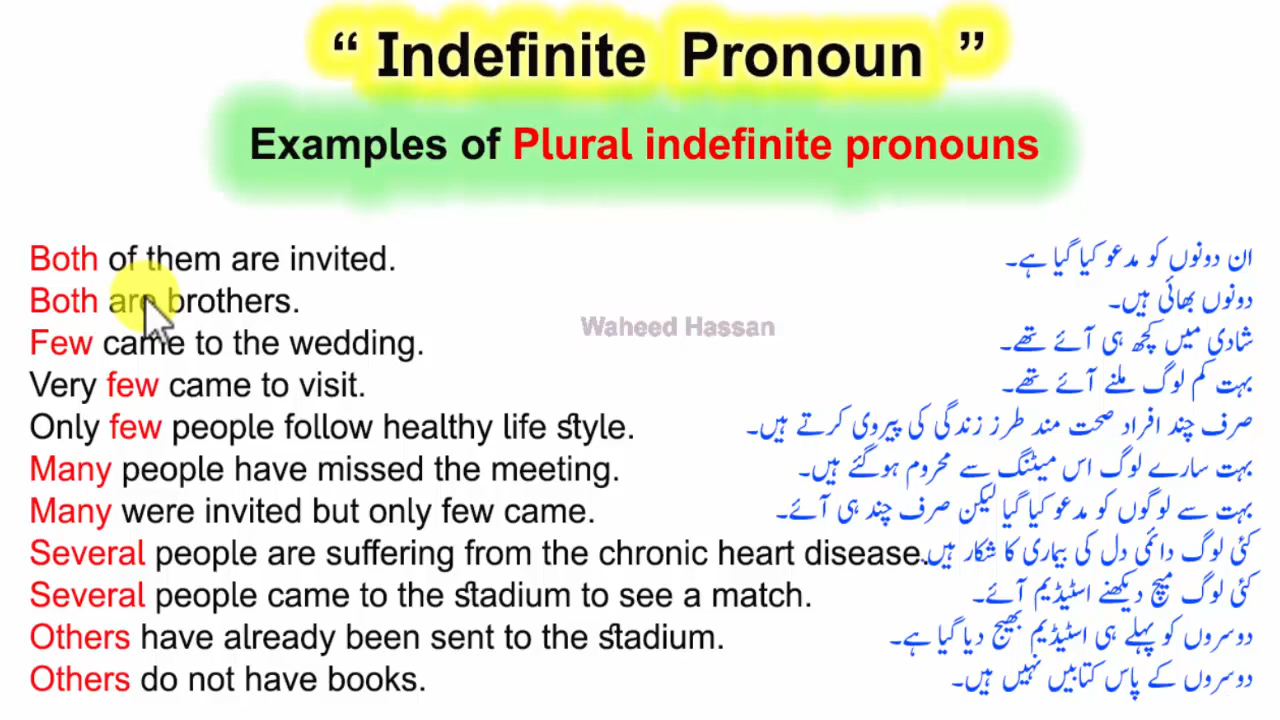 “ Indefinite Pronoun ”
Examples of Plural indefinite pronouns
Both of them are invited.
ان دونوں کو مدعو کیا گیا ہے۔
Both are brothers.
دونوں بھائی ہیں۔
Waheed Hassan
Few came to the wedding.
شادی میں کچھ ہی آئے تھے۔
Very few came to visit.
بہت کم لوگ ملنے آئے تھے۔
Only few people follow healthy life style.
صرف چند افراد صحت مند طرز زندگی کی پیروی کرتے ہیں۔
Many people have missed the meeting.
بہت سارے لوگ اس میٹنگ سے محروم ہوگئے ہیں۔
Many were invited but only few came.
بہت سے لوگوں کو مدعو کیا گیا لیکن صرف چند ہی آئے۔
Several people are suffering from the chronic heart disease.
کئی لوگ دائمی دل کی بیماری کا شکار ہیں۔
Several people came to the stadium to see a match.
کئی لوگ میچ دیکھنے اسٹیڈیم آئے۔
Others have already been sent to the stadium.
دوسروں کو پہلے ہی اسٹیڈیم بھیج دیا گیا ہے۔
Others do not have books.
دوسروں کے پاس کتابیں نہیں ہیں۔